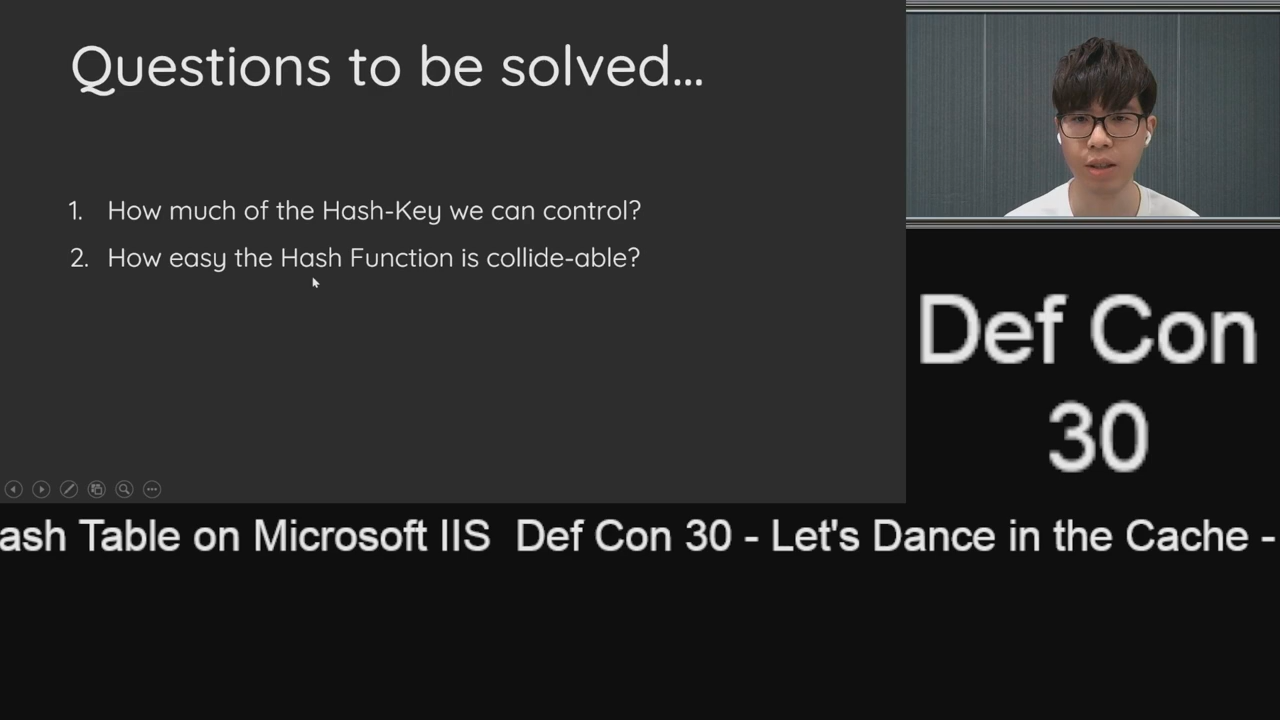 Questions to be solved...
1. How much of the Hash-Key we can control?
2. How easy the Hash Function is collide-able?
Def Con
30
ash Table on Microsoft IIS Def Con 30 - Let's Dance in the Cache -